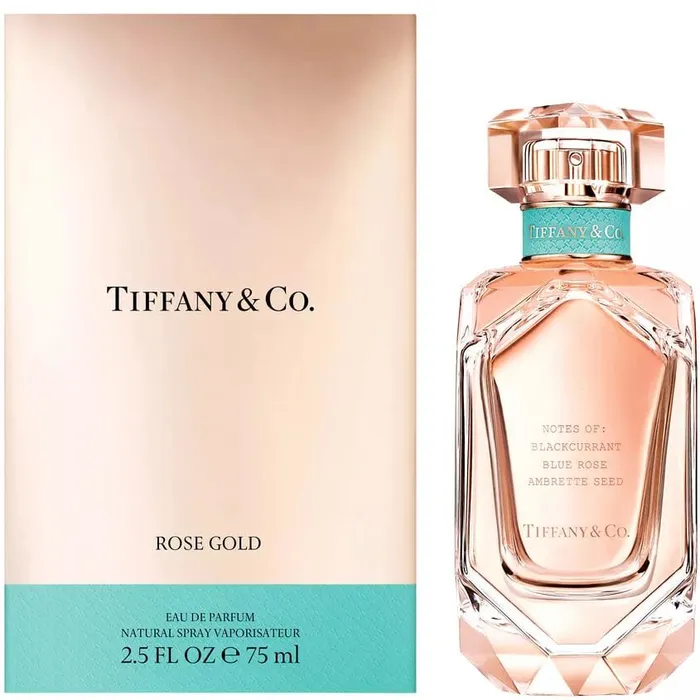 TIFFANY & CO.
ROSE GOLD
EAU DE PARFUM
NATURAL SPRAY VAPORISATEUR
2.5 FL OZ ℮ 75 ml
TIFFANY & CO.
NOTES OF:
BLACKCURRANT
BLUE ROSE
AMBRETTE SEED
TIFFANY & CO.